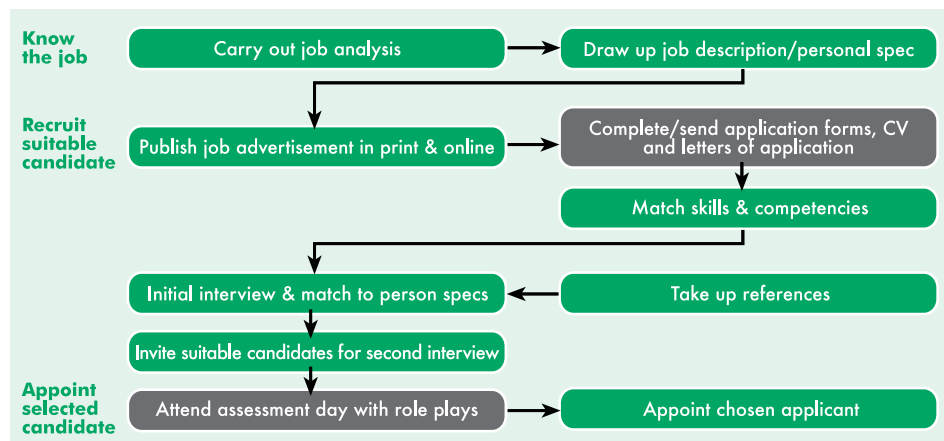 Know
the job
Carry out job analysis
Draw up job description/personal spec
Recruit
suitable
candidate
Publish job advertisement in print & online
Complete/send application forms, CV
and letters of application
Match skills & competencies
Initial interview & match to person specs
Take up references
Invite suitable candidates for second interview
Appoint
selected
candidate
Attend assessment day with role plays
Appoint chosen applicant